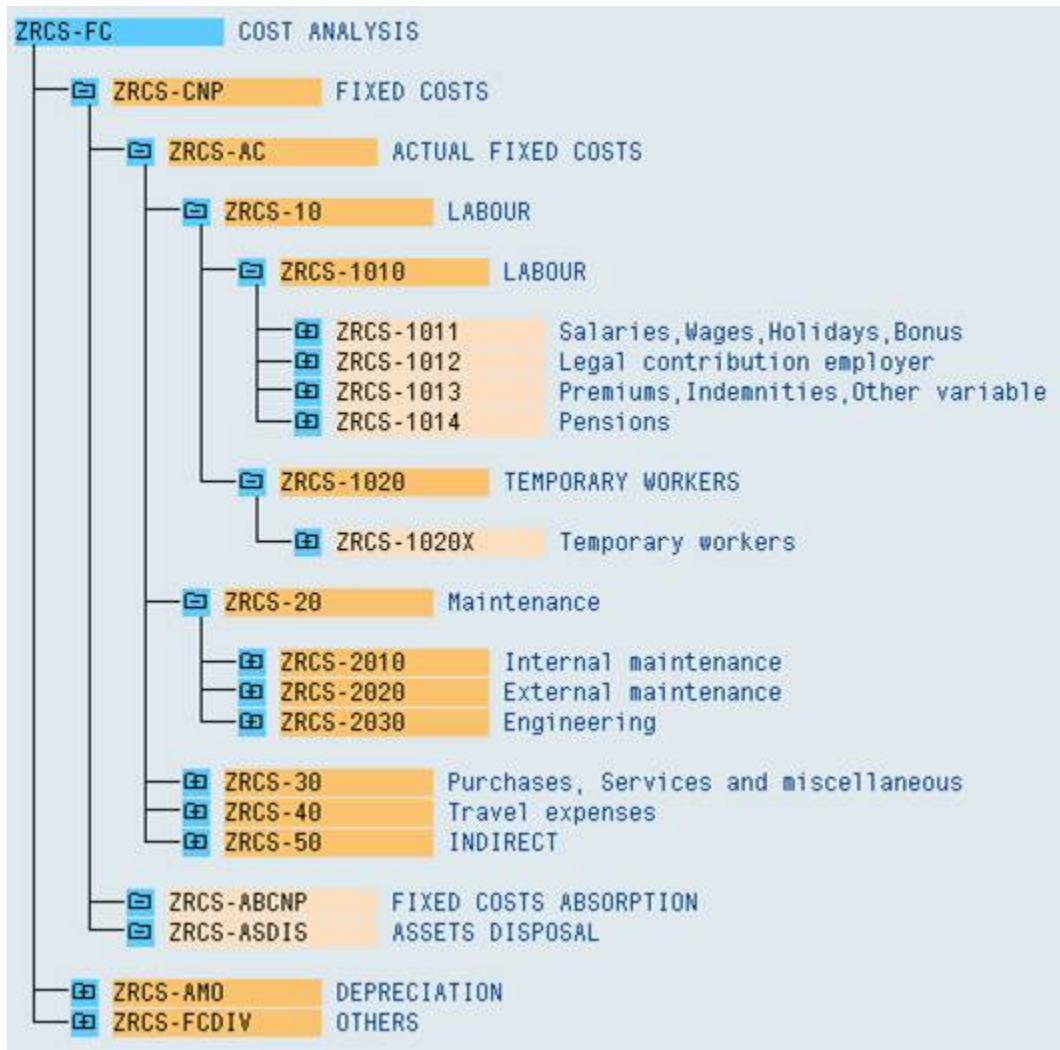 ZRCS-FC COST ANALYSIS
ZRCS-CNP FIXED COSTS
ZRCS-AC ACTUAL FIXED COSTS
ZRCS-10 LABOUR
ZRCS-1010 LABOUR
ZRCS-1011 Salaries,Wages,Holidays,Bonus
ZRCS-1012 Legal contribution employer
ZRCS-1013 Premiums,Indemnities,Other variable
ZRCS-1014 Pensions
ZRCS-1020 TEMPORARY WORKERS
ZRCS-1020X Temporary workers
ZRCS-20 Maintenance
ZRCS-2010 Internal maintenance
ZRCS-2020 External maintenance
ZRCS-2030 Engineering
ZRCS-30 Purchases, Services and miscellaneous
ZRCS-40 Travel expenses
ZRCS-50 INDIRECT
ZRCS-ABCNP FIXED COSTS ABSORPTION
ZRCS-ASDIS ASSETS DISPOSAL
ZRCS-AMO DEPRECIATION
ZRCS-FCDIV OTHERS